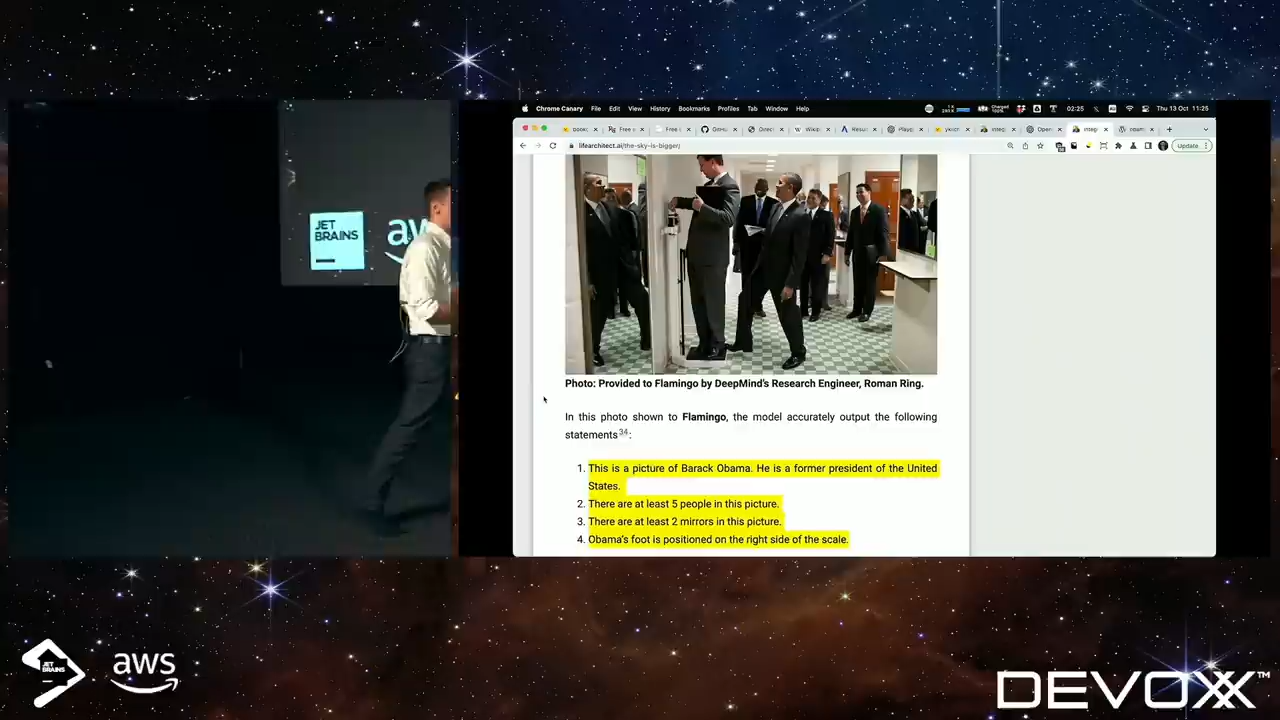 Chrome Canary File Edit View History Bookmarks Profiles Tab Window Help
02:25
Thu 13 Oct 11:25
lifearchitect.ai/the-sky-is-bigger/
Update
JET
BRAINS
aw
Photo: Provided to Flamingo by DeepMind's Research Engineer, Roman Ring.
In this photo shown to Flamingo, the model accurately output the following
statements34:
1. This is a picture of Barack Obama. He is a former president of the United
States.
2. There are at least 5 people in this picture.
3. There are at least 2 mirrors in this picture.
4. Obama's foot is positioned on the right side of the scale.
JET
BRAINS
aws
DEVOXX™